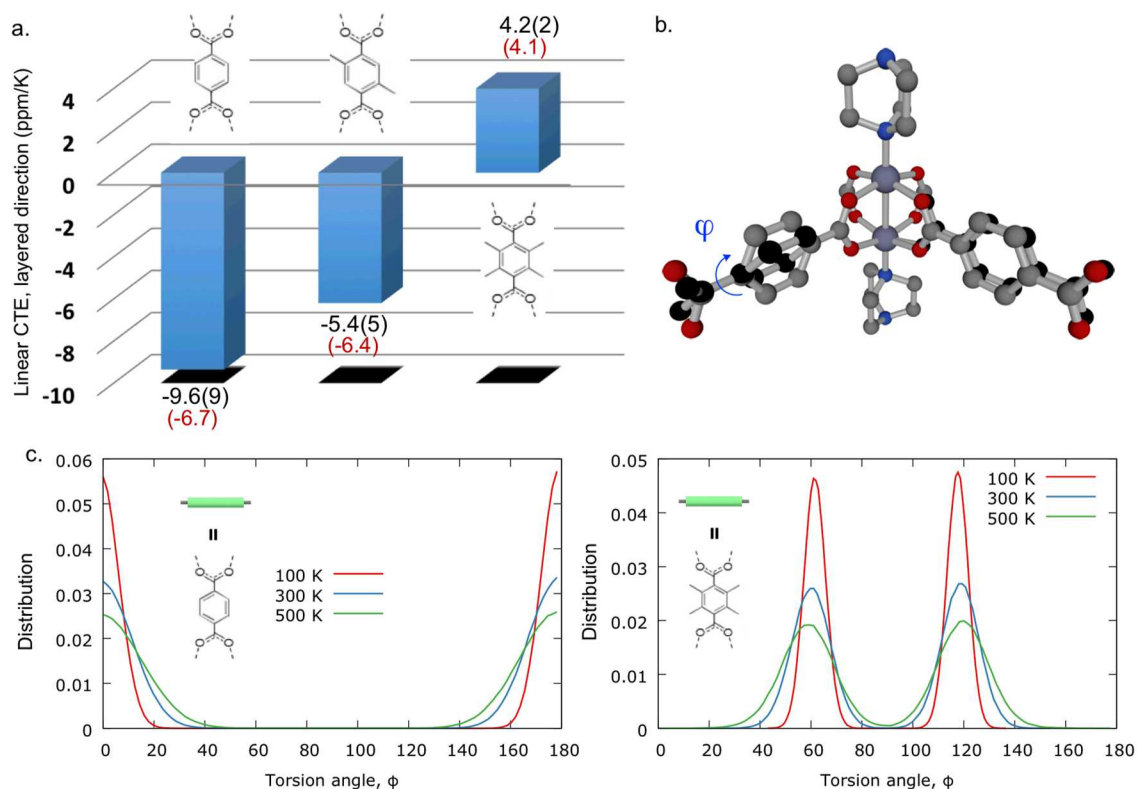 a.
Linear CTE, layered direction (ppm/K)
4
2
0
-2
-4
-6
-8
-10
O O
O O
O O
O O
4.2(2)
(4.1)
O O
O O
-5.4(5)
(-6.4)
-9.6(9)
(-6.7)
b.
φ
c.
Distribution
0.06
0.05
0.04
0.03
0.02
0.01
0
0 20 40 60 80 100 120 140 160 180
Torsion angle, ϕ
=
O O
O O
100 K
300 K
500 K
Distribution
0.05
0.04
0.03
0.02
0.01
0
0 20 40 60 80 100 120 140 160 180
Torsion angle, ϕ
=
O O
O O
100 K
300 K
500 K